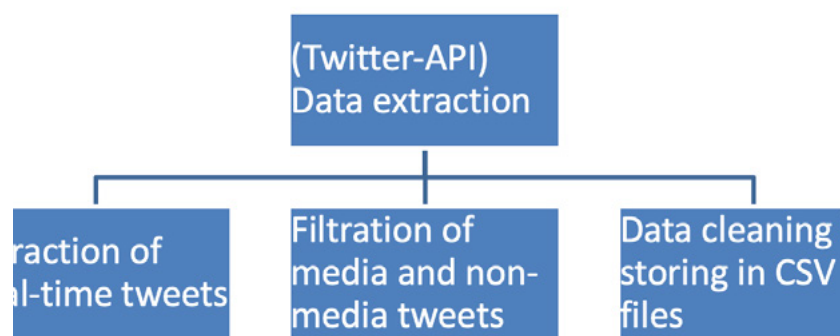 (Twitter-API)
Data extraction
raction of
al-time tweets
Filtration of
media and non-
media tweets
Data cleaning
storing in CSV
files